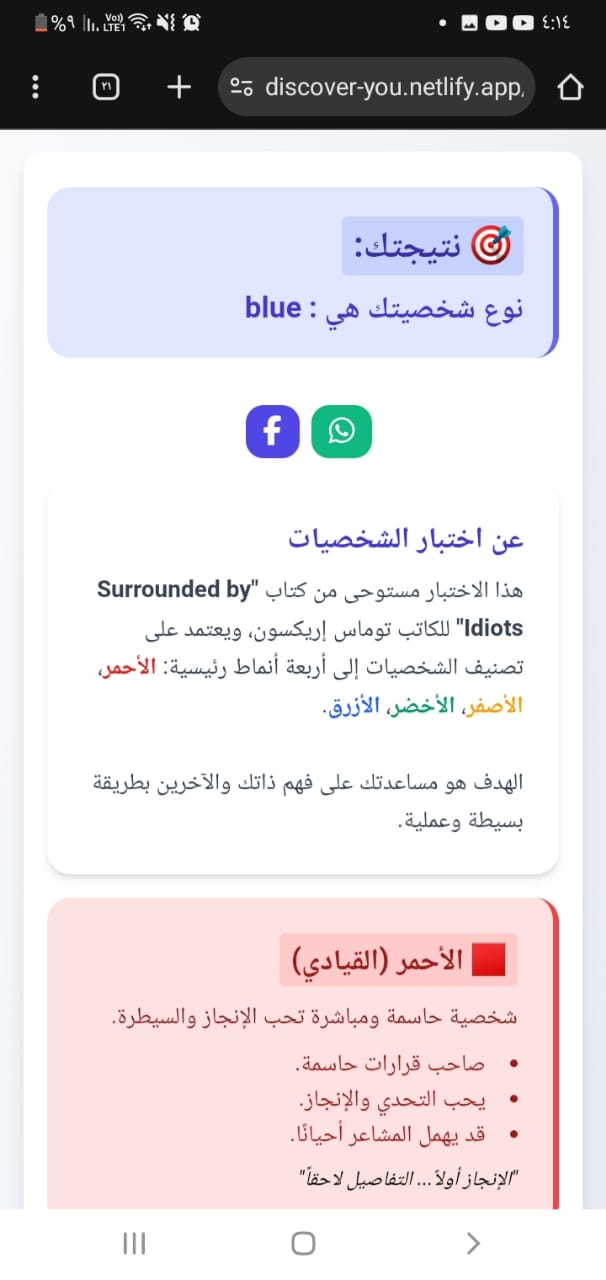 ٤:١٤
%٩
Vo))
LTE1
٢١
discover-you.netlify.app,
🎯 نتيجتك:
نوع شخصيتك هي : blue
عن اختبار الشخصيات
هذا الاختبار مستوحى من كتاب "Surrounded by
Idiots" للكاتب توماس إريكسون، ويعتمد على
تصنيف الشخصيات إلى أربعة أنماط رئيسية: الأحمر،
الأصفر، الأخضر، الأزرق.
الهدف هو مساعدتك على فهم ذاتك والآخرين بطريقة
بسيطة وعملية.
🟥 الأحمر (القيادي)
شخصية حاسمة ومباشرة تحب الإنجاز والسيطرة.
• صاحب قرارات حاسمة.
• يحب التحدي والإنجاز.
• قد يهمل المشاعر أحيانًا.
"الإنجاز أولاً... التفاصيل لاحقاً"